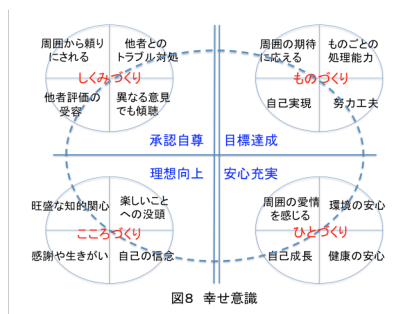 周囲から頼り
にされる
他者との
トラブル対処
しくみづくり
他者評価の
受容
異なる意見
でも傾聴
周囲の期待
に応える
ものごとの
処理能力
ものづくり
自己実現
努力工夫
承認自尊
目標達成
理想向上
安心充実
旺盛な知的関心
楽しいこと
への没頭
こころづくり
感謝や生きがい
自己の信念
周囲の愛情
を感じる
環境の安心
ひとづくり
自己成長
健康の安心
図8 幸せ意識